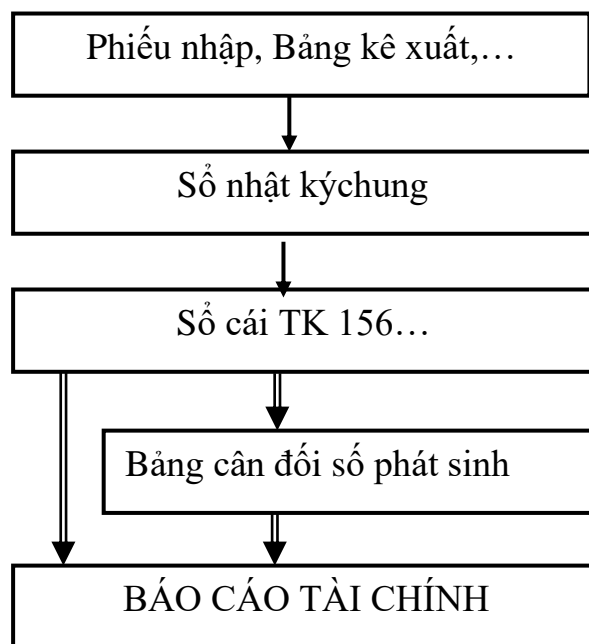 Phiếu nhập, Bảng kê xuất,…
Sổ nhật kýchung
Sổ cái TK 156…
Bảng cân đối số phát sinh
BÁO CÁO TÀI CHÍNH